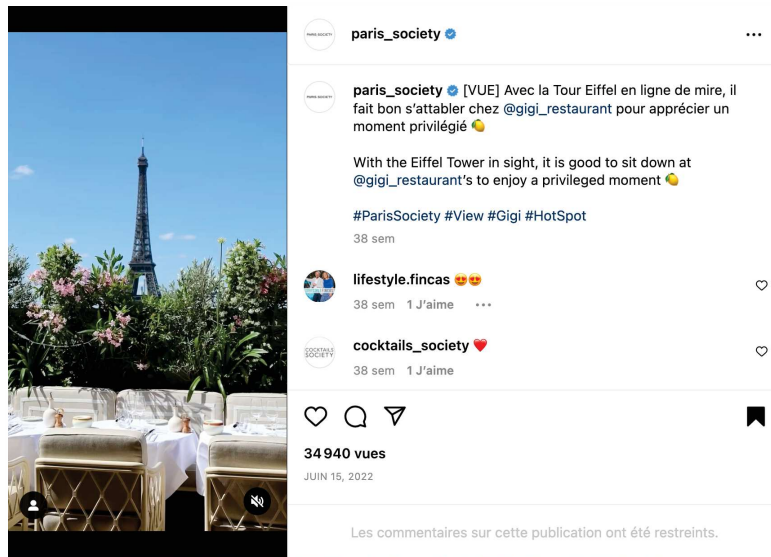 PARIS SOCIETY
paris_society
PARIS SOCIETY
paris_society [VUE] Avec la Tour Eiffel en ligne de mire, il
fait bon s'attabler chez @gigi_restaurant pour apprécier un
moment privilégié 🍋
With the Eiffel Tower in sight, it is good to sit down at
@gigi_restaurant's to enjoy a privileged moment 🍋
#ParisSociety #View #Gigi #HotSpot
38 sem
lifestyle.fincas 😍😍
38 sem 1 J'aime
COCKTAILS
SOCIETY
cocktails_society ❤️
38 sem 1 J'aime
34 940 vues
JUIN 15, 2022
Les commentaires sur cette publication ont été restreints.